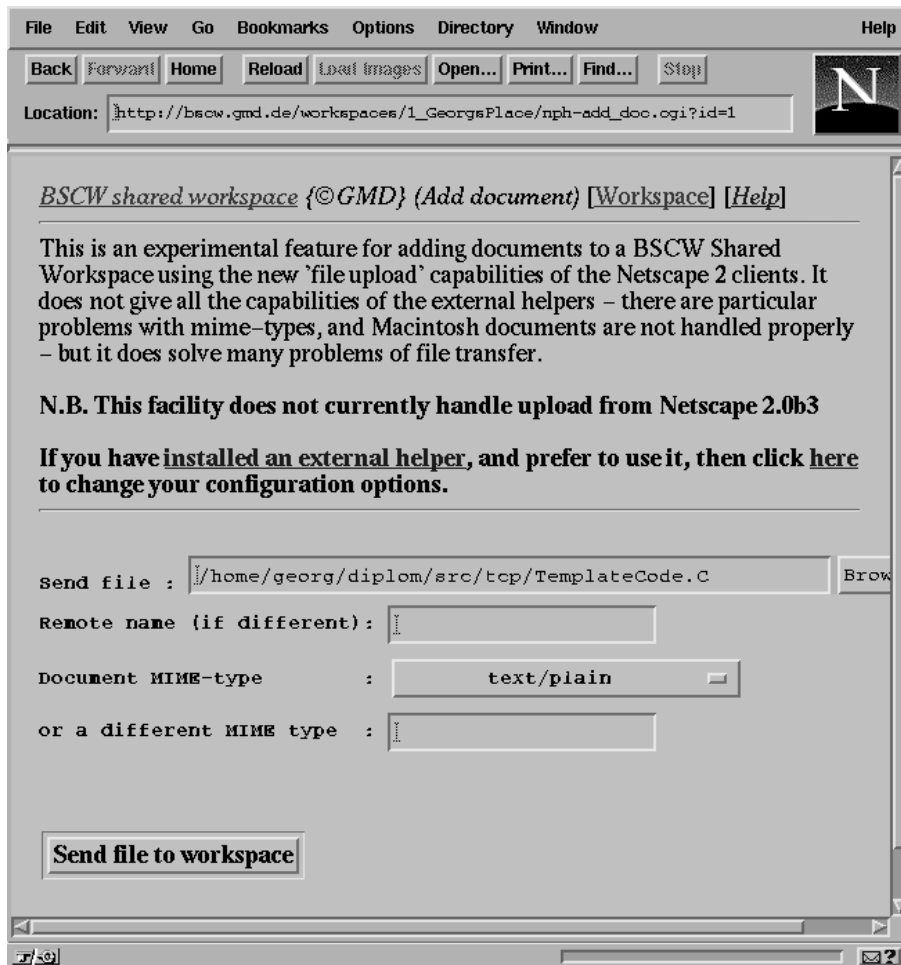 File Edit View Go Bookmarks Options Directory Window Help
Back Forward Home Reload Load Images Open... Print... Find... Stop
N
Location: http://bscw.gmd.de/workspaces/1_GeorgsPlace/nph-add_doc.cgi?id=1
BSCW shared workspace {©GMD} (Add document) [Workspace] [Help]
This is an experimental feature for adding documents to a BSCW Shared
Workspace using the new 'file upload' capabilities of the Netscape 2 clients. It
does not give all the capabilities of the external helpers – there are particular
problems with mime–types, and Macintosh documents are not handled properly
– but it does solve many problems of file transfer.
N.B. This facility does not currently handle upload from Netscape 2.0b3
If you have installed an external helper, and prefer to use it, then click here
to change your configuration options.
Send file : /home/georg/diplom/src/tcp/TemplateCode.C Brow
Remote name (if different):
Document MIME-type : text/plain
or a different MIME type :
Send file to workspace
?